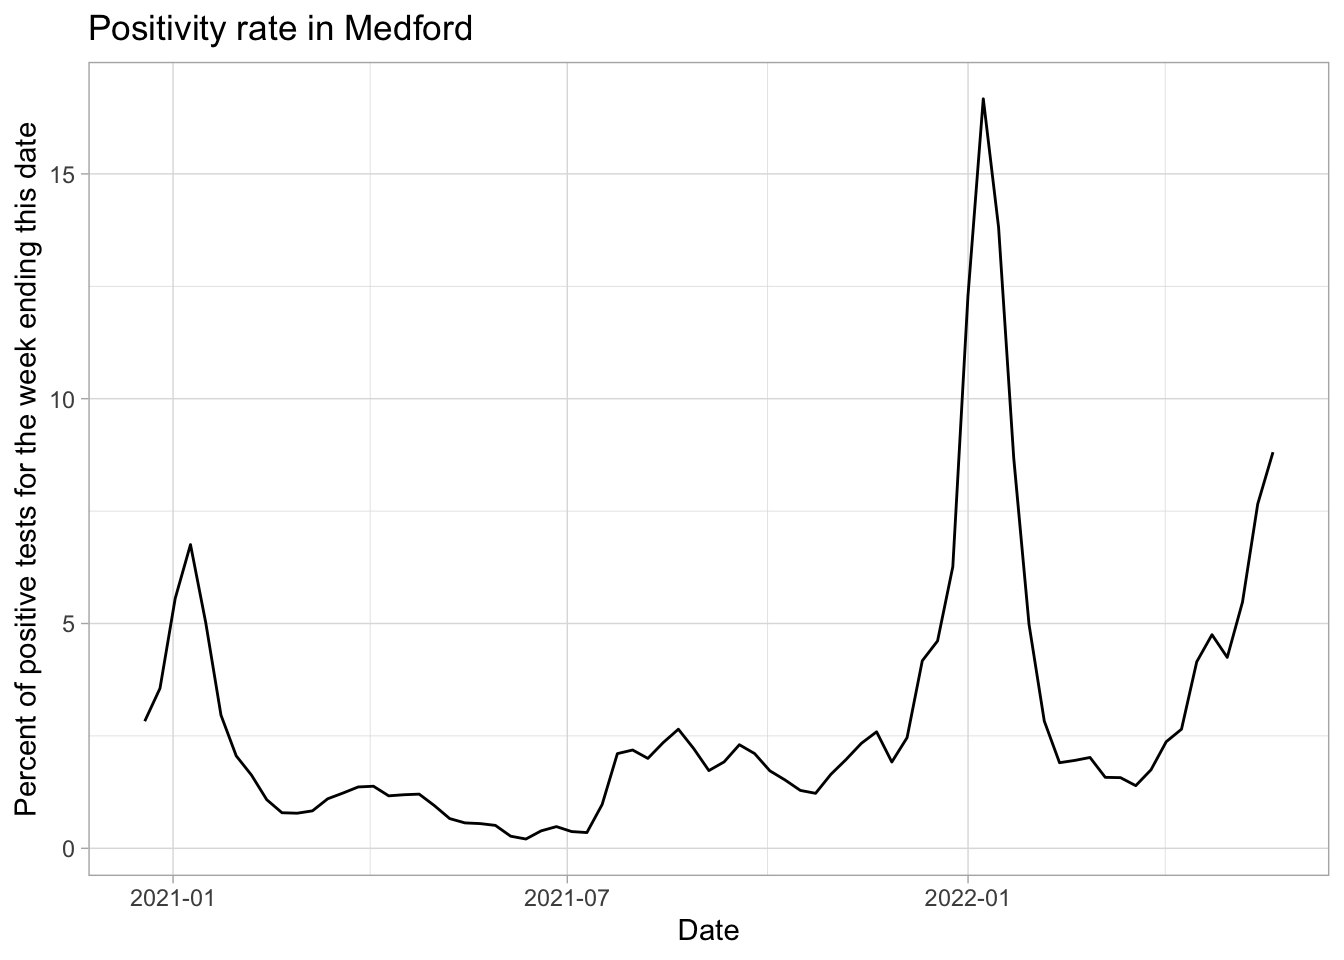 Positivity rate in Medford
Percent of positive tests for the week ending this date
15
10
5
0
2021-01
2021-07
2022-01
Date